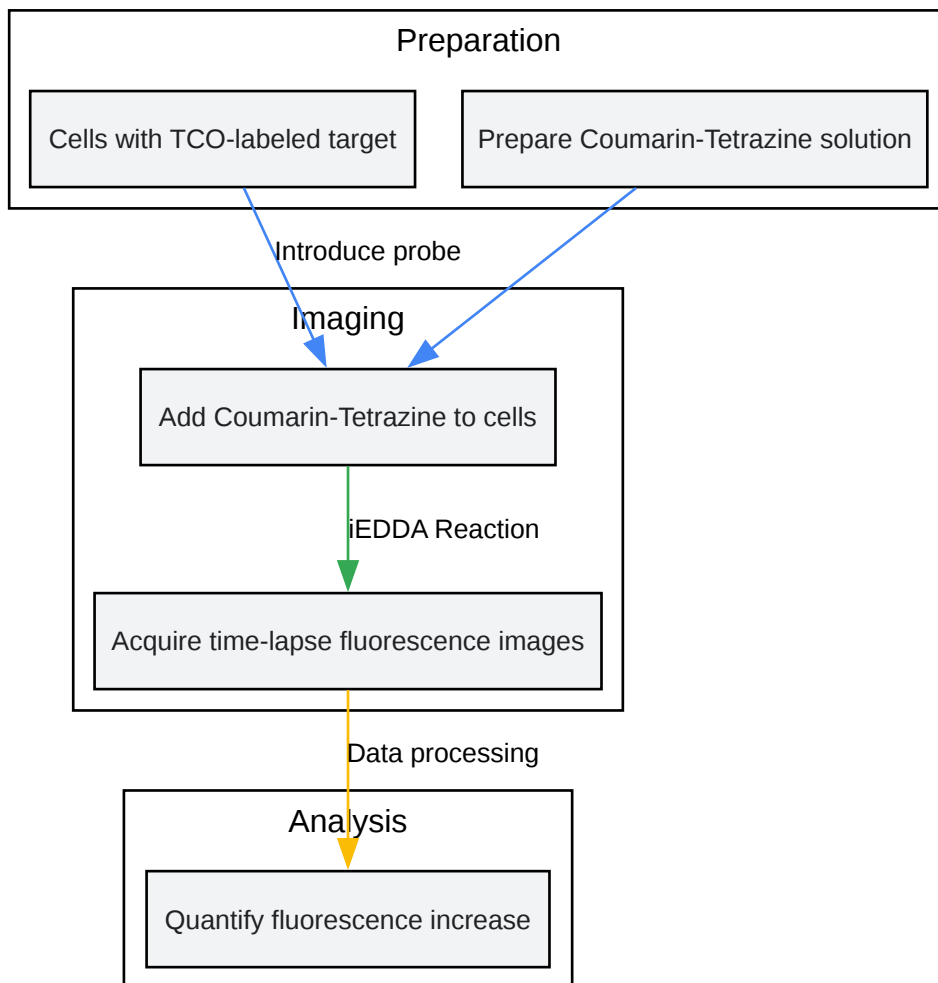 Preparation
Cells with TCO-labeled target
Prepare Coumarin-Tetrazine solution
Introduce probe
Imaging
Add Coumarin-Tetrazine to cells
iEDDA Reaction
Acquire time-lapse fluorescence images
Data processing
Analysis
Quantify fluorescence increase